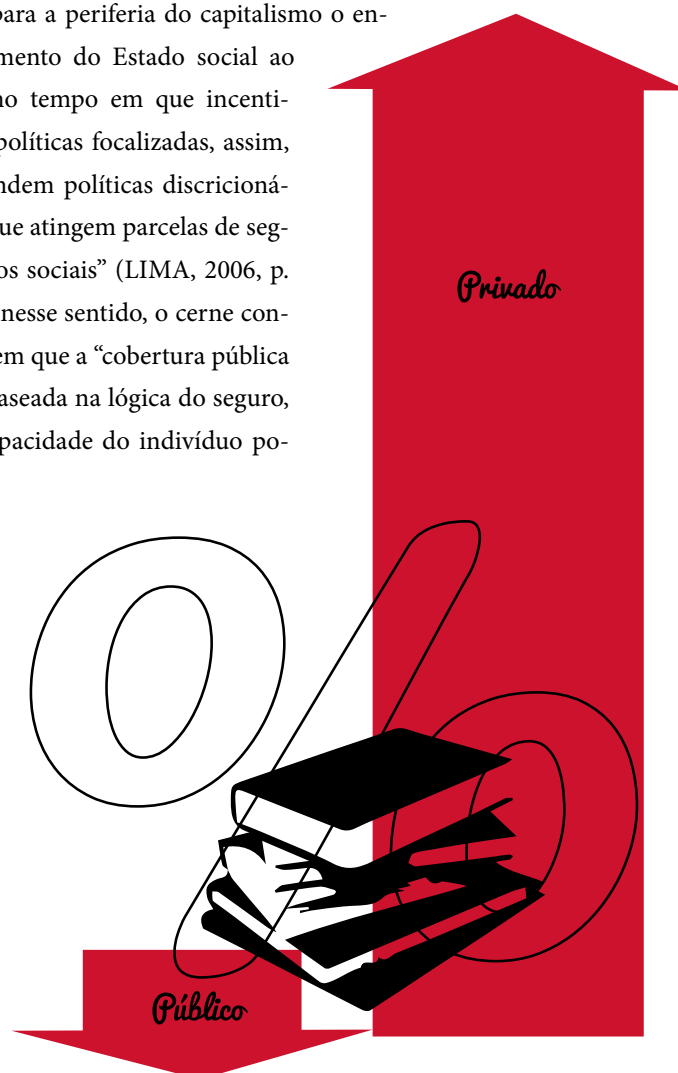 para a periferia do capitalismo o en-
mento do Estado social ao
no tempo em que incenti-
políticas focalizadas, assim,
ndem políticas discricioná-
que atingem parcelas de seg-
os sociais” (LIMA, 2006, p.
nesse sentido, o cerne con-
em que a “cobertura pública
aseada na lógica do seguro,
pacidade do indivíduo po-
Privado
%
Público